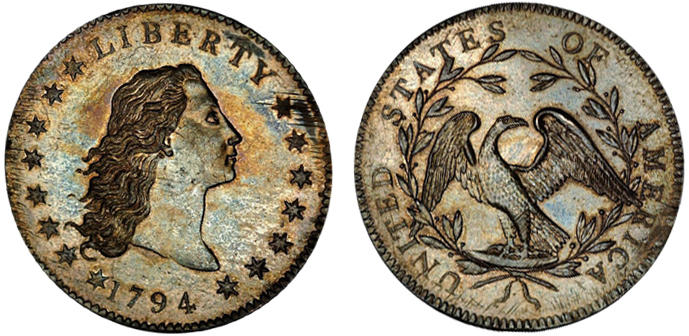 LIBERTY
1794
UNITED STATES OF AMERICA